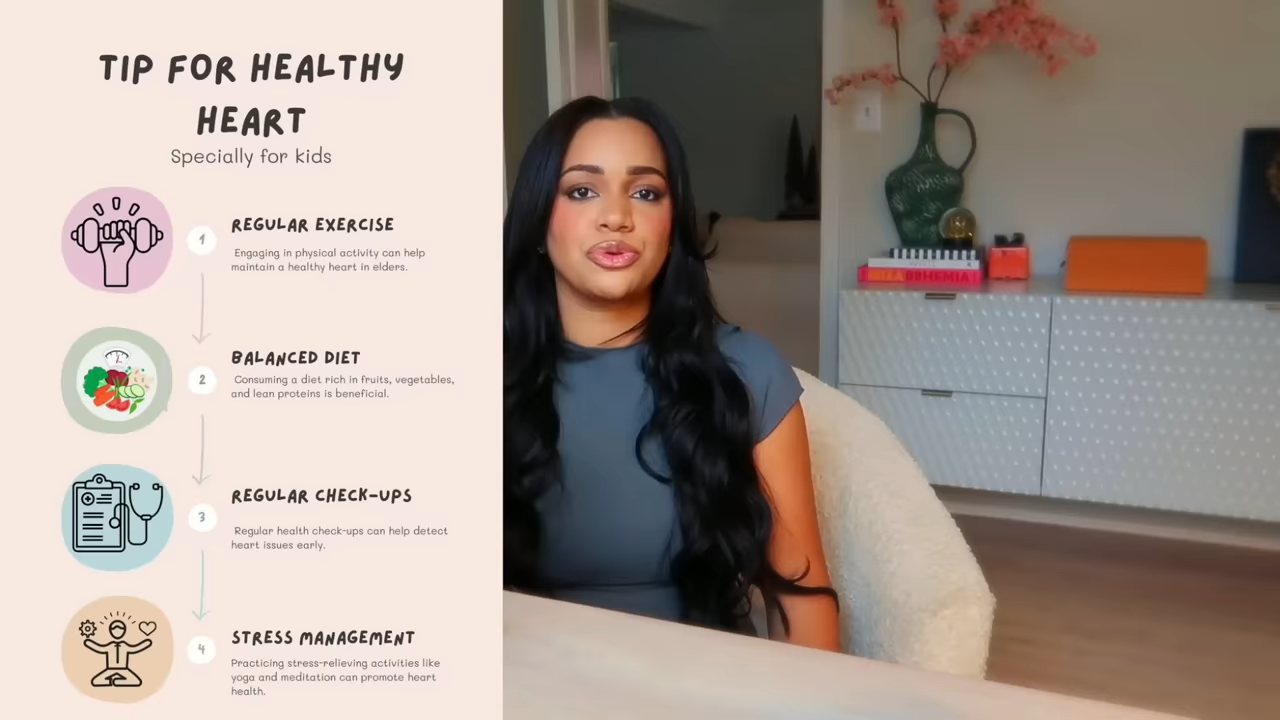 TIP FOR HEALTHY
HEART
Specially for kids
1
REGULAR EXERCISE
Engaging in physical activity can help
maintain a healthy heart in elders.
2
BALANCED DIET
Consuming a diet rich in fruits, vegetables,
and lean proteins is beneficial.
3
REGULAR CHECK-UPS
Regular health check-ups can help detect
heart issues early.
4
STRESS MANAGEMENT
Practicing stress-relieving activities like
yoga and meditation can promote heart
health.
BOHEMIA